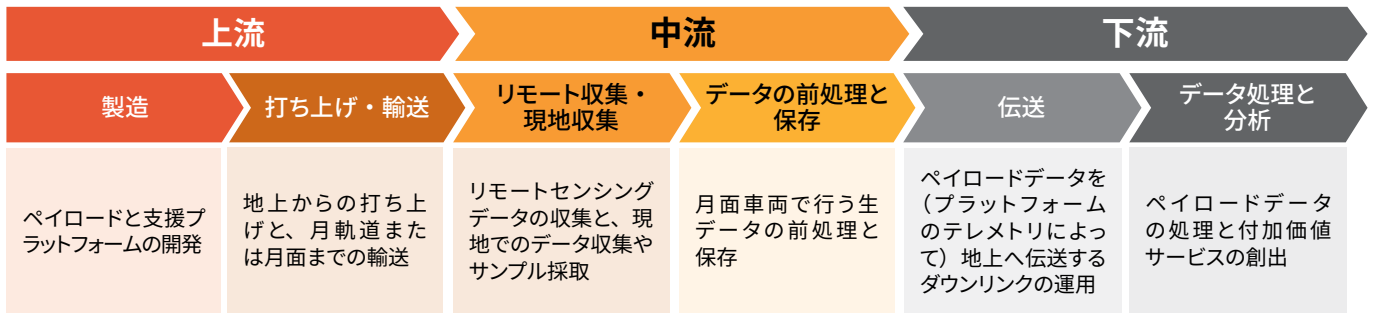 上流
中流
下流
製造
打ち上げ・輸送
リモート収集・
現地収集
データの前処理と
保存
伝送
データ処理と
分析
ペイロードと支援プ
ラットフォームの開発
地上からの打ち上
げと、月軌道また
は月面までの輸送
リモートセンシング
データの収集と、現
地でのデータ収集や
サンプル採取
月面車両で行う生
データの前処理と
保存
ペイロードデータを
（プラットフォーム
のテレメトリによっ
て）地上へ伝送する
ダウンリンクの運用
ペイロードデータ
の処理と付加価値
サービスの創出